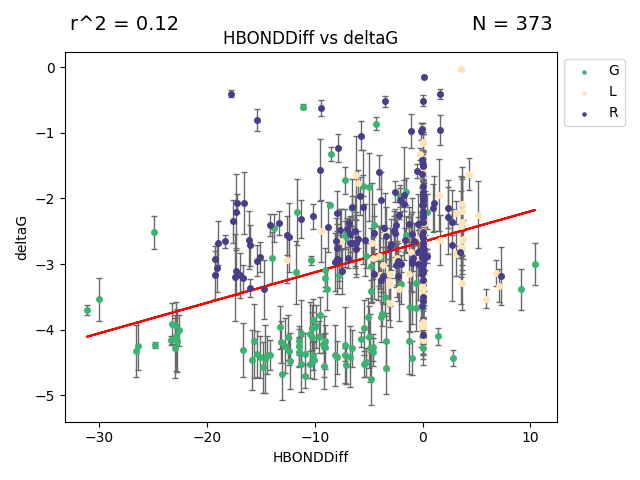 r^2 = 0.12
N = 373
HBONDDiff vs deltaG
G
L
R
deltaG
0
−1
−2
−3
−4
−5
−30
−20
−10
0
10
HBONDDiff